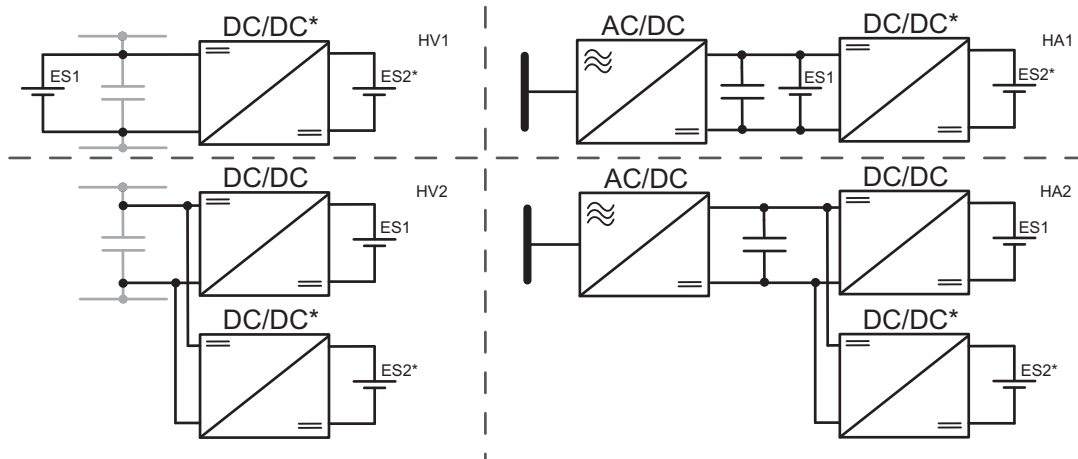 DC/DC*
HV1
ES1
ES2*
AC/DC
DC/DC*
HA1
ES1
ES2*
DC/DC
HV2
ES1
DC/DC*
ES2*
AC/DC
DC/DC
HA2
ES1
DC/DC*
ES2*